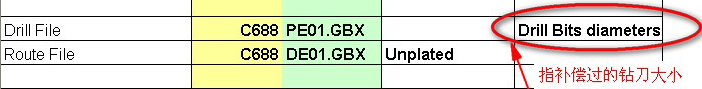 Drill File C688 PE01.GBX Drill Bits diameters
Route File C688 DE01.GBX Unplated
指补偿过的钻刀大小